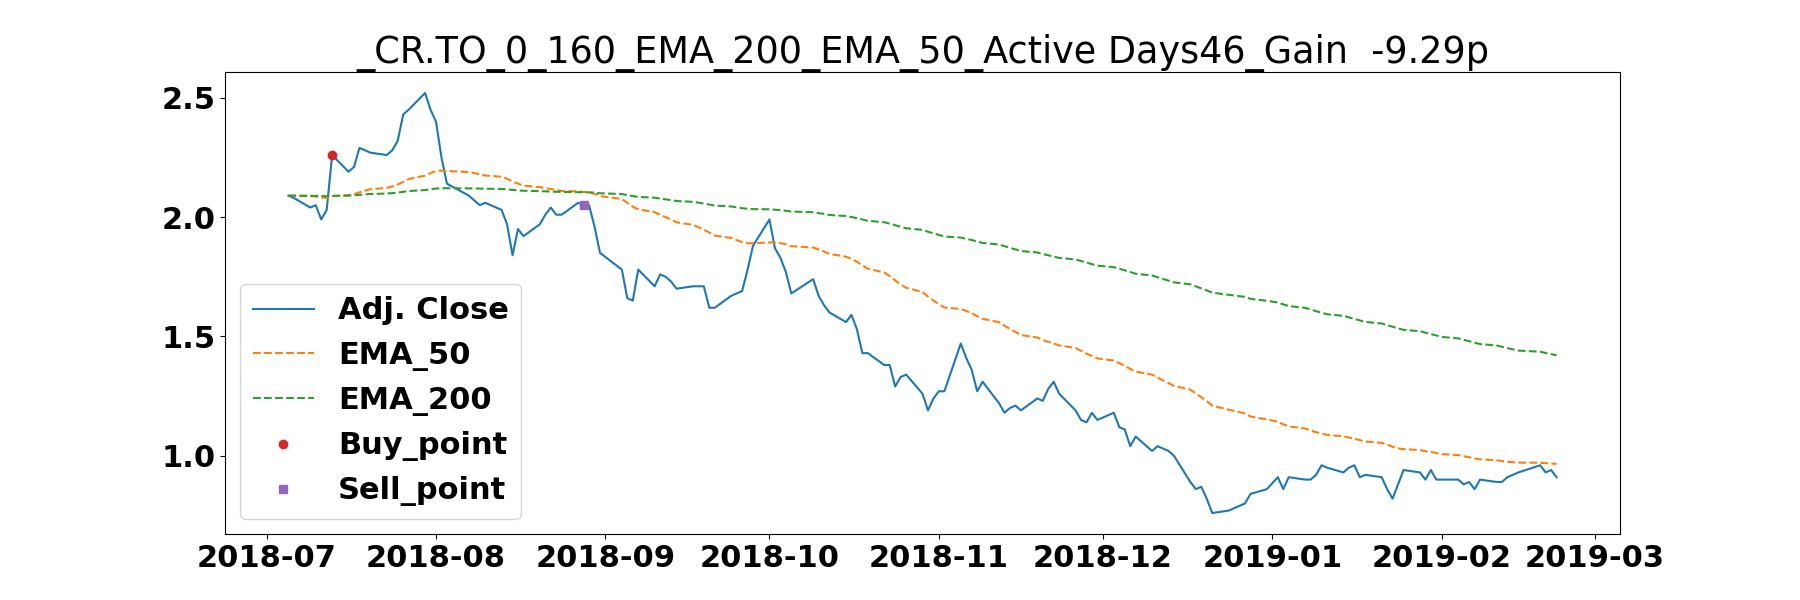 _CR.TO_0_160_EMA_200_EMA_50_Active Days46_Gain  -9.29p
2.5
2.0
1.5
1.0
Adj. Close
EMA_50
EMA_200
Buy_point
Sell_point
2018-07 2018-08 2018-09 2018-10 2018-11 2018-12 2019-01 2019-02 2019-03